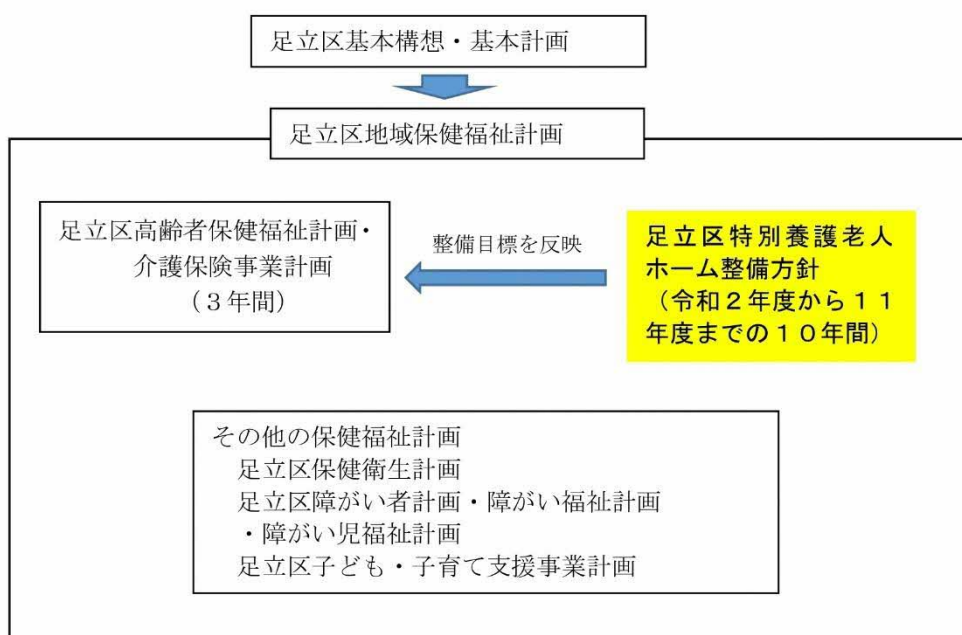 足立区基本構想・基本計画
足立区地域保健福祉計画
足立区高齢者保健福祉計画・
介護保険事業計画
（３年間）
整備目標を反映
足立区特別養護老人
ホーム整備方針
（令和２年度から１１
年度までの１０年間）
その他の保健福祉計画
足立区保健衛生計画
足立区障がい者計画・障がい福祉計画
・障がい児福祉計画
足立区子ども・子育て支援事業計画